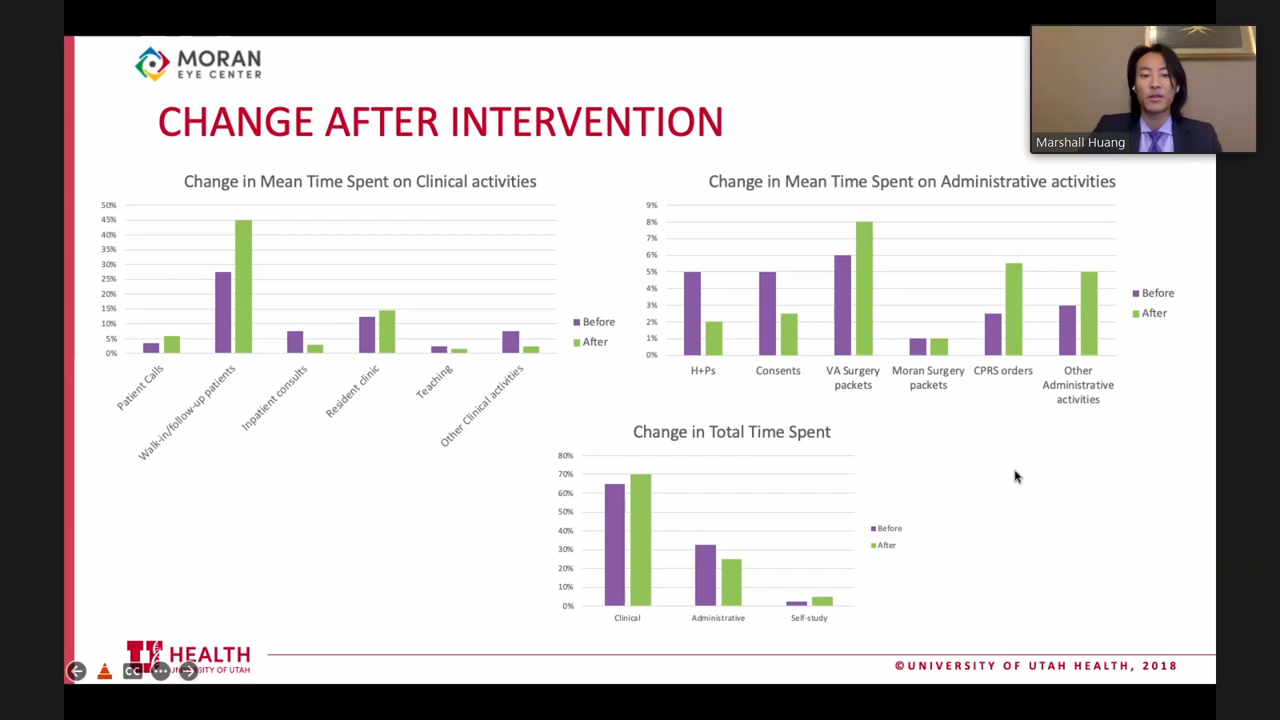 MORAN
EYE CENTER
CHANGE AFTER INTERVENTION
Marshall Huang
Change in Mean Time Spent on Clinical activities
50%
45%
40%
35%
30%
25%
20%
15%
10%
5%
0%
Patient Calls
Walk-in/follow-up patients
Inpatient consults
Resident clinic
Teaching
Other Clinical activities
Before
After
Change in Mean Time Spent on Administrative activities
9%
8%
7%
6%
5%
4%
3%
2%
1%
0%
H+Ps
Consents
VA Surgery
packets
Moran Surgery
packets
CPRS orders
Other
Administrative
activities
Before
After
Change in Total Time Spent
80%
70%
60%
50%
40%
30%
20%
10%
0%
Clinical
Administrative
Self-study
Before
After
U
HEALTH
UNIVERSITY OF UTAH
CC
©UNIVERSITY OF UTAH HEALTH, 2018